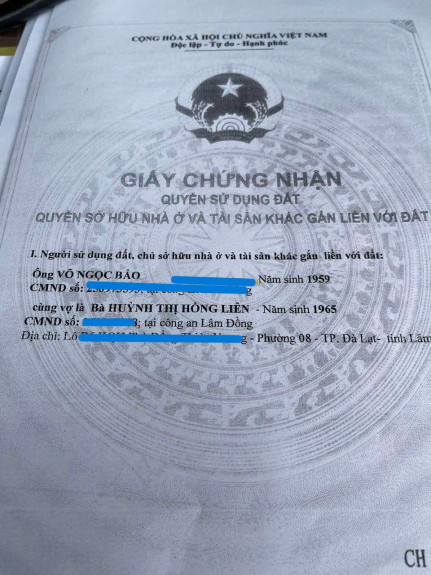 CỘNG HÒA XÃ HỘI CHỦ NGHĨA VIỆT NAM
Độc lập - Tự do - Hạnh phúc
GIẤY CHỨNG NHẬN
QUYỀN SỬ DỤNG ĐẤT
QUYỀN SỞ HỮU NHÀ Ở VÀ TÀI SẢN KHÁC GẮN LIỀN VỚI ĐẤT
I. Người sử dụng đất, chủ sở hữu nhà ở và tài sản khác gắn liền với đất:
Ông VÕ NGỌC BẢO Năm sinh 1959
CMND số:
cùng vợ là Bà HUỲNH THỊ HỒNG LIÊN - Năm sinh 1965
CMND số: 3; tại công an Lâm Đồng
Địa chỉ: Lô - Phường 08 - TP. Đà Lạt- tỉnh Lâm
CH